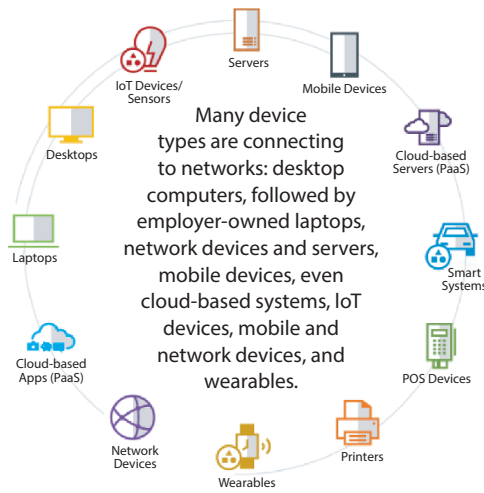 Servers
Mobile Devices
Cloud-based
Servers (PaaS)
Smart
Systems
POS Devices
Printers
Wearables
Network
Devices
Cloud-based
Apps (PaaS)
Laptops
Desktops
IoT Devices/
Sensors
Many device
types are connecting
to networks: desktop
computers, followed by
employer-owned laptops,
network devices and servers,
mobile devices, even
cloud-based systems, IoT
devices, mobile and
network devices, and
wearables.